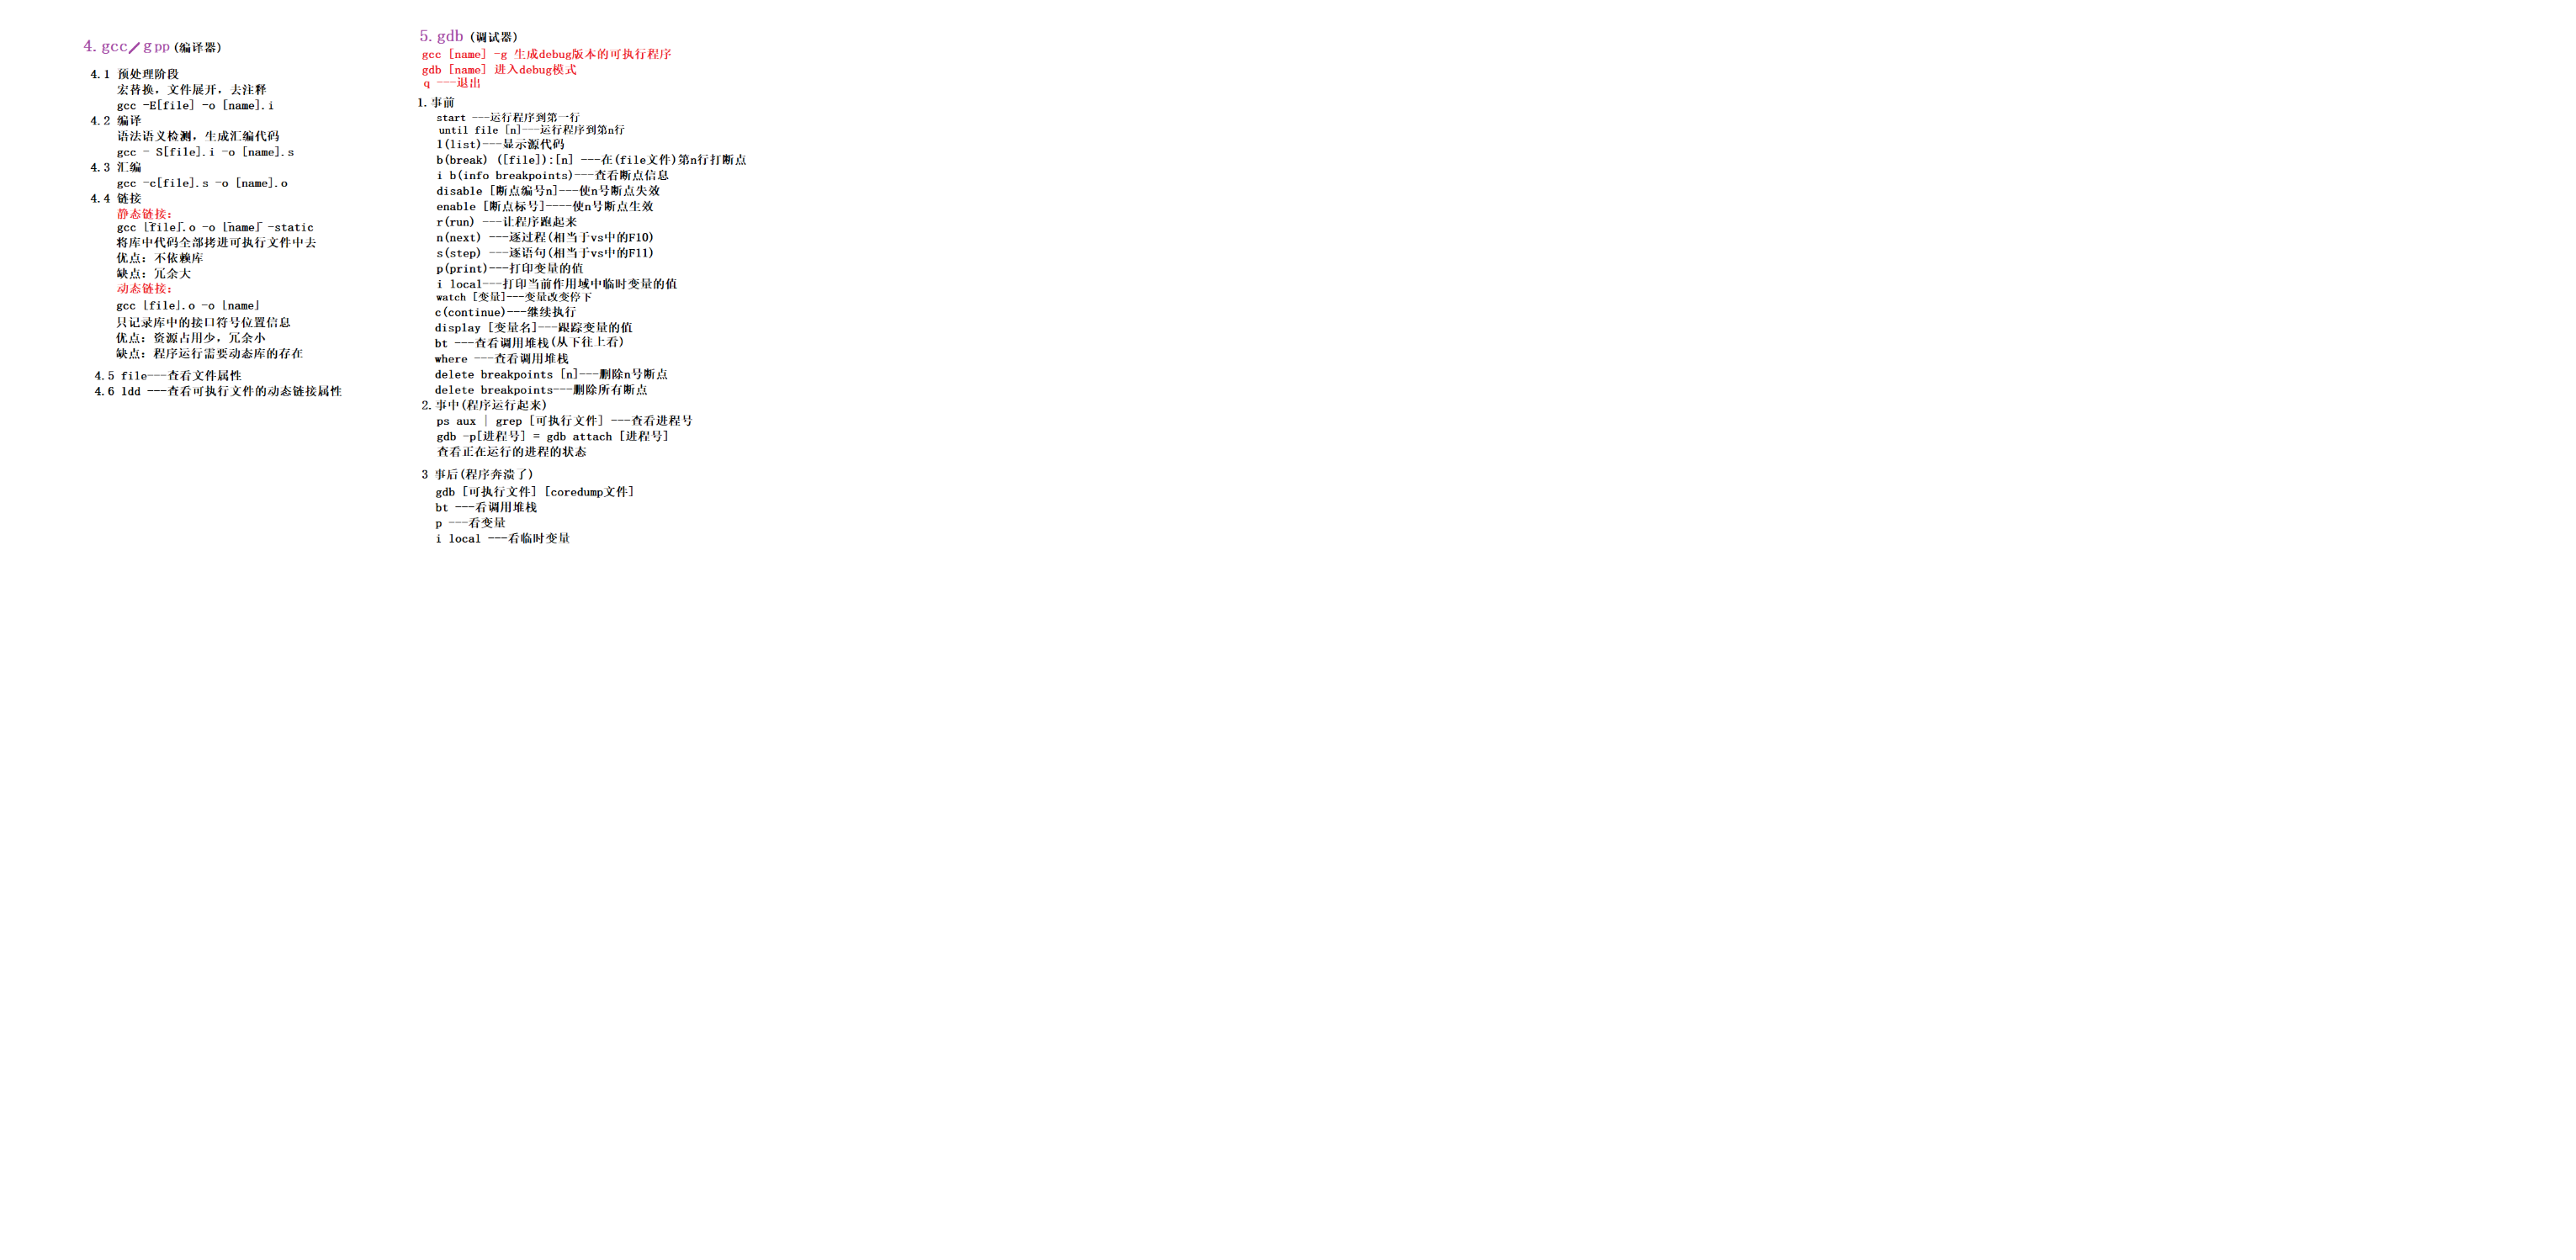 4. gcc/gpp(编译器)
4.1 预处理阶段
宏替换，文件展开，去注释
gcc -E[file] -o [name].i
4.2 编译
语法语义检测，生成汇编代码
gcc - S[file].i -o [name].s
4.3 汇编
gcc -c[file].s -o [name].o
4.4 链接
静态链接：
gcc [file].o -o [name] -static
将库中代码全部拷进可执行文件中去
优点：不依赖库
缺点：冗余大
动态链接：
gcc [file].o -o [name]
只记录库中的接口符号位置信息
优点：资源占用少，冗余小
缺点：程序运行需要动态库的存在
4.5 file---查看文件属性
4.6 ldd ---查看可执行文件的动态链接属性
5. gdb (调试器)
gcc [name] -g 生成debug版本的可执行程序
gdb [name] 进入debug模式
q ---退出
1. 事前
start ---运行程序到第一行
until file [n]---运行程序到第n行
l(list)---显示源代码
b(break) ([file]):[n] ---在(file文件)第n行打断点
i b(info breakpoints)---查看断点信息
disable [断点编号n]---使n号断点失效
enable [断点标号]----使n号断点生效
r(run) ---让程序跑起来
n(next) ---逐过程(相当于vs中的F10)
s(step) ---逐语句(相当于vs中的F11)
p(print)---打印变量的值
i local---打印当前作用域中临时变量的值
watch [变量]---变量改变停下
c(continue)---继续执行
display [变量名]---跟踪变量的值
bt ---查看调用堆栈(从下往上看)
where ---查看调用堆栈
delete breakpoints [n]---删除n号断点
delete breakpoints---删除所有断点
2. 事中(程序运行起来)
ps aux | grep [可执行文件] ---查看进程号
gdb -p[进程号] = gdb attach [进程号]
查看正在运行的进程的状态
3 事后(程序奔溃了)
gdb [可执行文件] [coredump文件]
bt ---看调用堆栈
p ---看变量
i local ---看临时变量